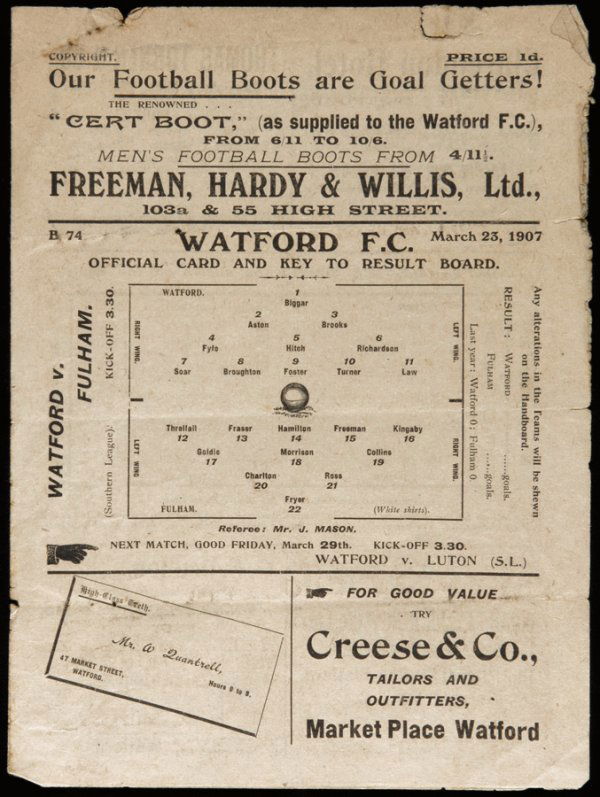 COPYRIGHT. PRICE 1d.
Our Football Boots are Goal Getters!
THE RENOWNED . . .
"CERT BOOT," (as supplied to the Watford F.C.),
FROM 6/11 TO 10/6.
MEN'S FOOTBALL BOOTS FROM 4/11½.
FREEMAN, HARDY & WILLIS, Ltd.,
103a & 55 HIGH STREET.
B 74 WATFORD F.C. March 23, 1907
OFFICIAL CARD AND KEY TO RESULT BOARD.
WATFORD v.
FULHAM.
KICK-OFF 3.30.
(Southern League).
WATFORD.
1
Biggar
2 3
Aston Brooks
4 5 6
Fyfe Hitch Richardson
7 8 9 10 11
Soar Broughton Foster Turner Law
RIGHT WING.
LEFT WING.
Threlfall Fraser Hamilton Freeman Kingaby
12 13 14 15 16
Goldie Morrison Collins
17 18 19
Charlton Ross
20 21
Fryer
22
FULHAM. (White shirts).
LEFT WING
RIGHT WING.
Any alterations in the Teams will be shewn
on the Handboard.
RESULT: WATFORD ......goals.
FULHAM ......goals.
Last year: Watford 0: Fulham 0
Referee: Mr. J. MASON.
NEXT MATCH, GOOD FRIDAY, March 29th. KICK-OFF 3.30.
WATFORD v. LUTON (S.L.)
High-Class Teeth.
Mr. W Quantrell,
47 MARKET STREET,
WATFORD.
Hours 9 to 9.
FOR GOOD VALUE
TRY
Creese & Co.,
TAILORS AND
OUTFITTERS,
Market Place Watford